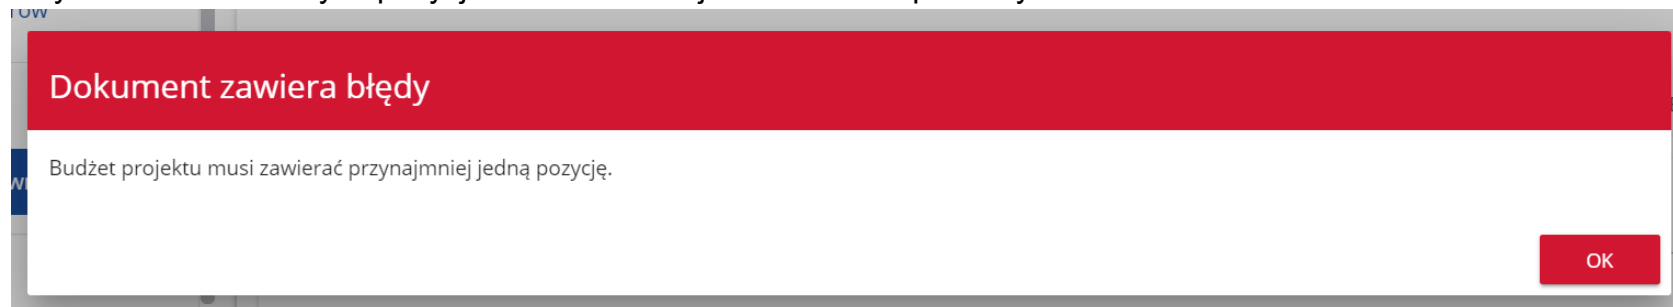 Dokument zawiera błędy
Budżet projektu musi zawierać przynajmniej jedną pozycję.
OK